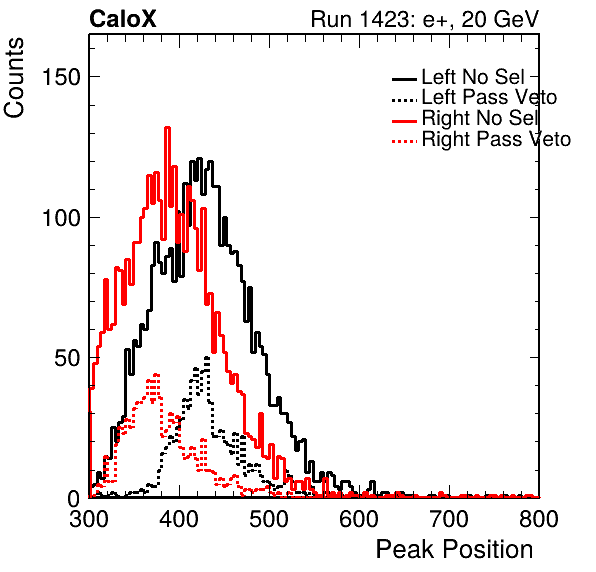 CaloX Run 1423: e+, 20 GeV
Counts
150
100
50
0
Left No Sel
Left Pass Veto
Right No Sel
Right Pass Veto
300 400 500 600 700 800
Peak Position